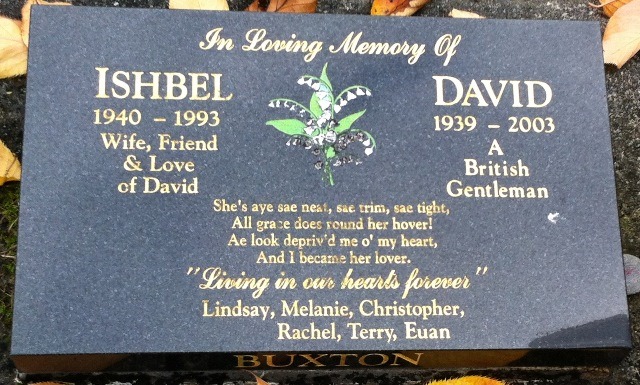 In Loving Memory Of
ISHBEL
1940 – 1993
Wife, Friend
& Love
of David
DAVID
1939 – 2003
A
British
Gentleman
She's aye sae neat, sae trim, sae tight,
All grace does round her hover!
Ae look depriv'd me o' my heart,
And I became her lover.
"Living in our hearts forever"
Lindsay, Melanie, Christopher,
Rachel, Terry, Euan
BUXTON